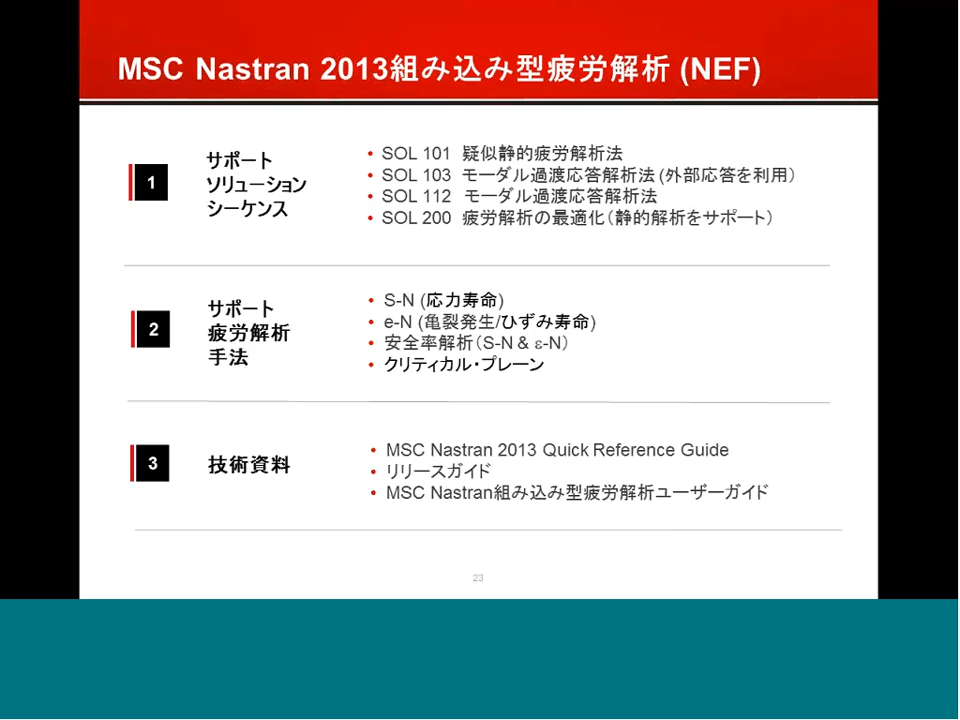 MSC Nastran 2013組み込み型疲労解析 (NEF)
1
サポート
ソリューション
シーケンス
• SOL 101 疑似静的疲労解析法
• SOL 103 モーダル過渡応答解析法 (外部応答を利用)
• SOL 112 モーダル過渡応答解析法
• SOL 200 疲労解析の最適化(静的解析をサポート)
2
サポート
疲労解析
手法
• S-N (応力寿命)
• e-N (亀裂発生/ひずみ寿命)
• 安全率解析(S-N & ε-N)
• クリティカル・プレーン
3
技術資料
• MSC Nastran 2013 Quick Reference Guide
• リリースガイド
• MSC Nastran組み込み型疲労解析ユーザーガイド
23